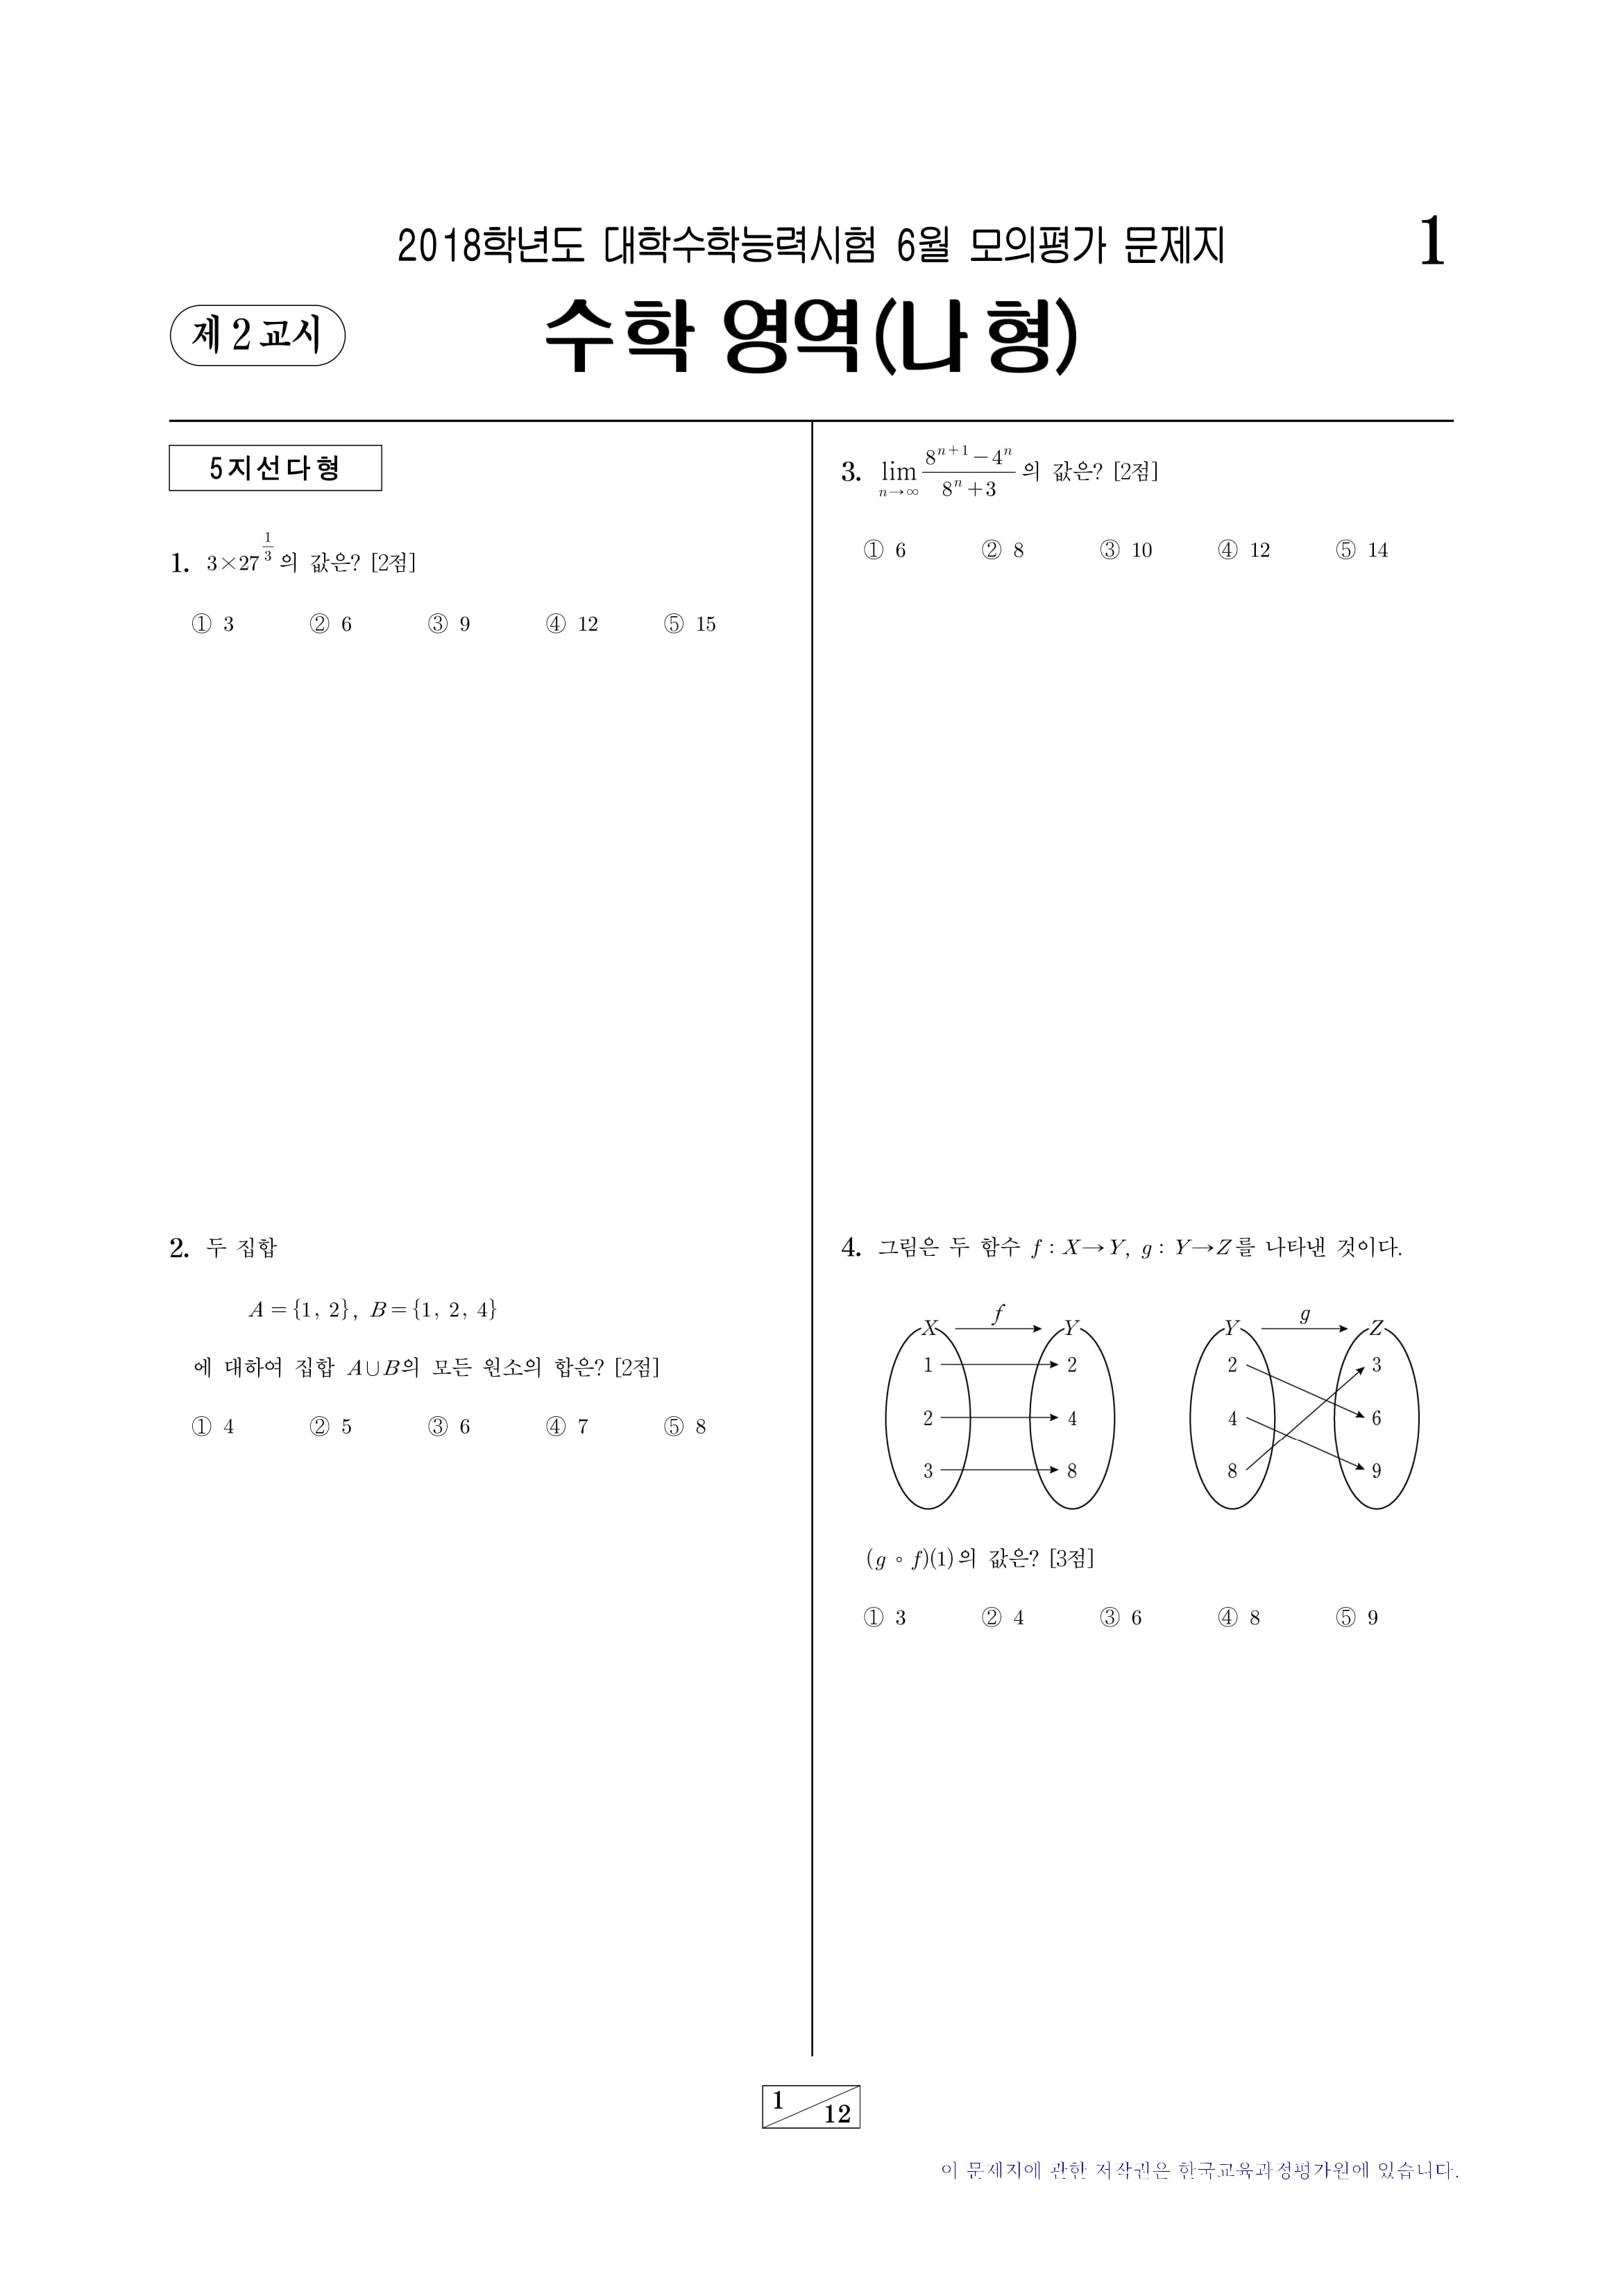 2018학년도 대학수학능력시험 6월 모의평가 문제지
1
제 2 교시
수학 영역(나 형)
5지선다형
1. 3×27^{\frac{1}{3}}의 값은? [2점]
① 3 ② 6 ③ 9 ④ 12 ⑤ 15
2. 두 집합
A={1, 2}, B={1, 2, 4}
에 대하여 집합 A∪B의 모든 원소의 합은? [2점]
① 4 ② 5 ③ 6 ④ 7 ⑤ 8
3. \lim_{n→∞} \frac{8^{n+1}-4^n}{8^n+3}의 값은? [2점]
① 6 ② 8 ③ 10 ④ 12 ⑤ 14
4. 그림은 두 함수 f : X→Y, g : Y→Z를 나타낸 것이다.
f g
X Y Y Z
1 2 2 3
2 4 4 6
3 8 8 9
(g∘f)(1)의 값은? [3점]
① 3 ② 4 ③ 6 ④ 8 ⑤ 9
1
12
이 문제지에 관한 저작권은 한국교육과정평가원에 있습니다.